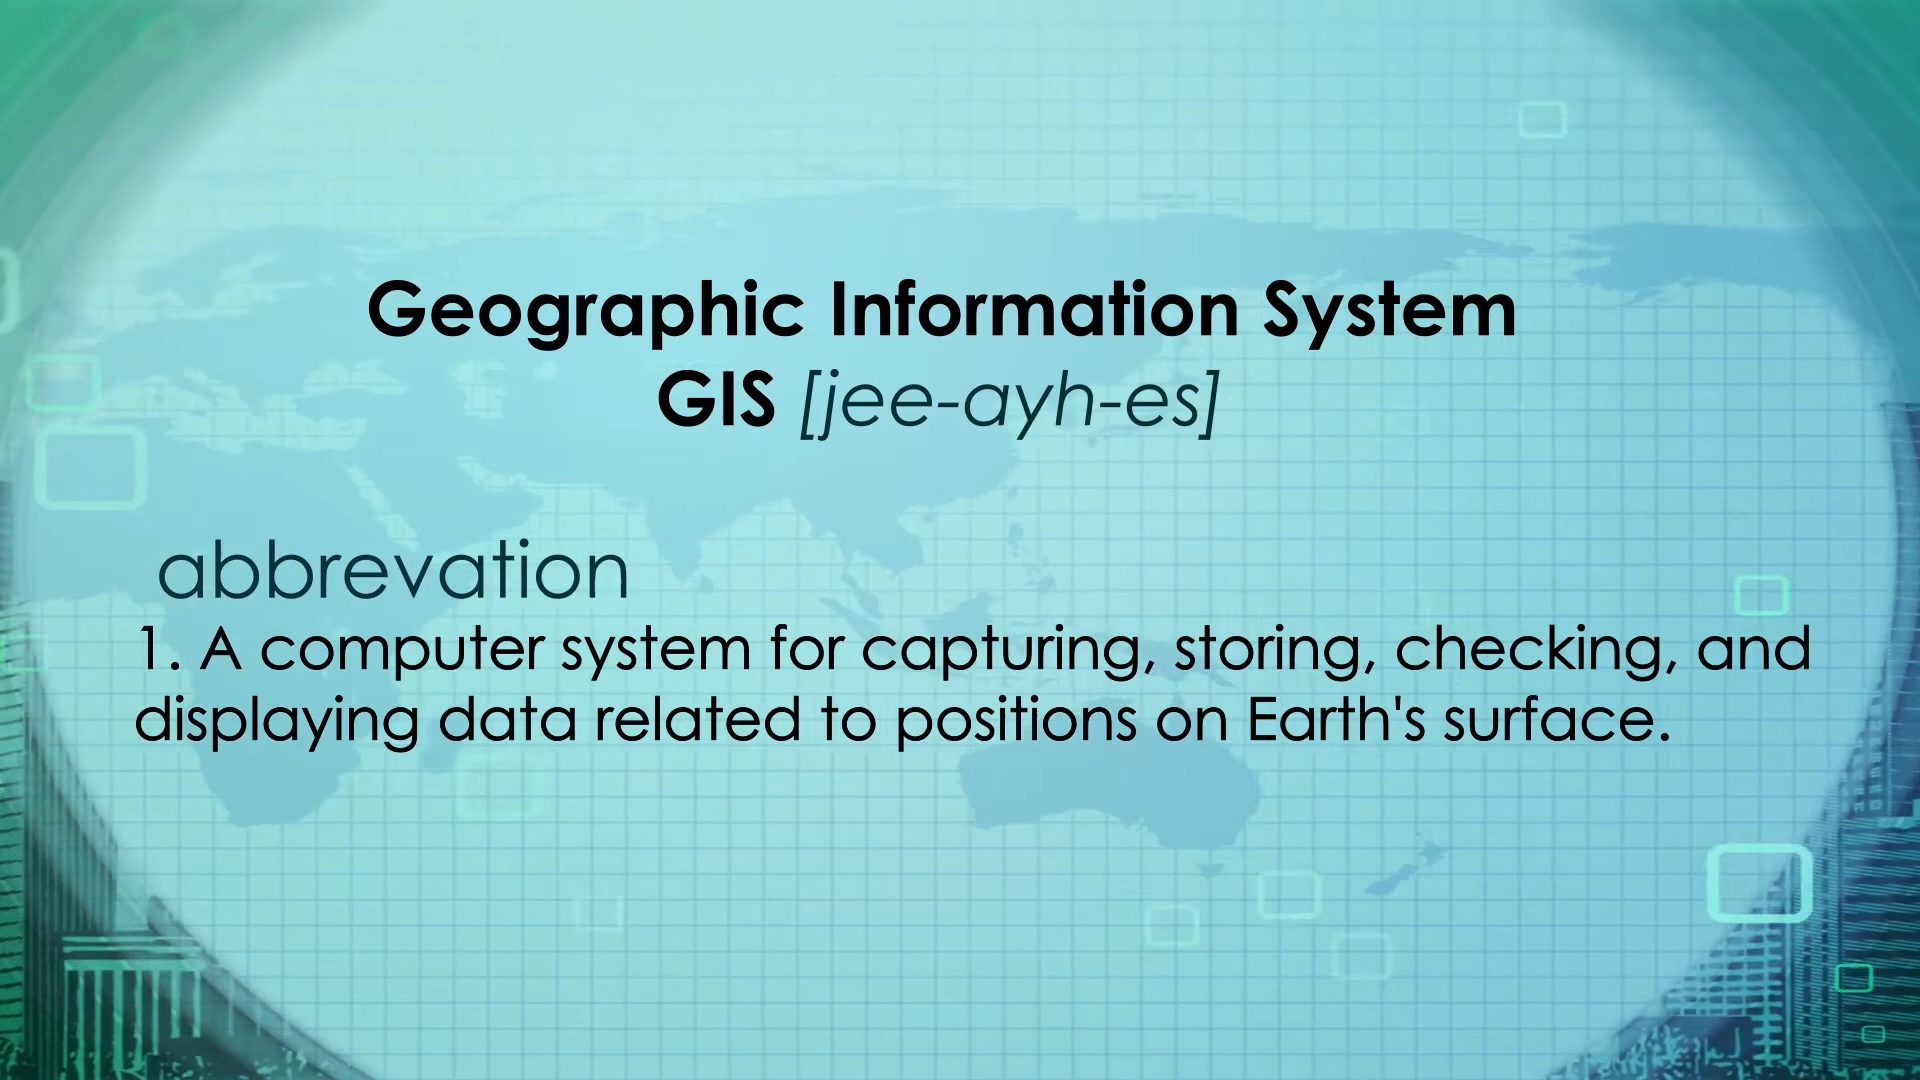 Geographic Information System
GIS [jee-ayh-es]
abbrevation
1. A computer system for capturing, storing, checking, and
displaying data related to positions on Earth's surface.